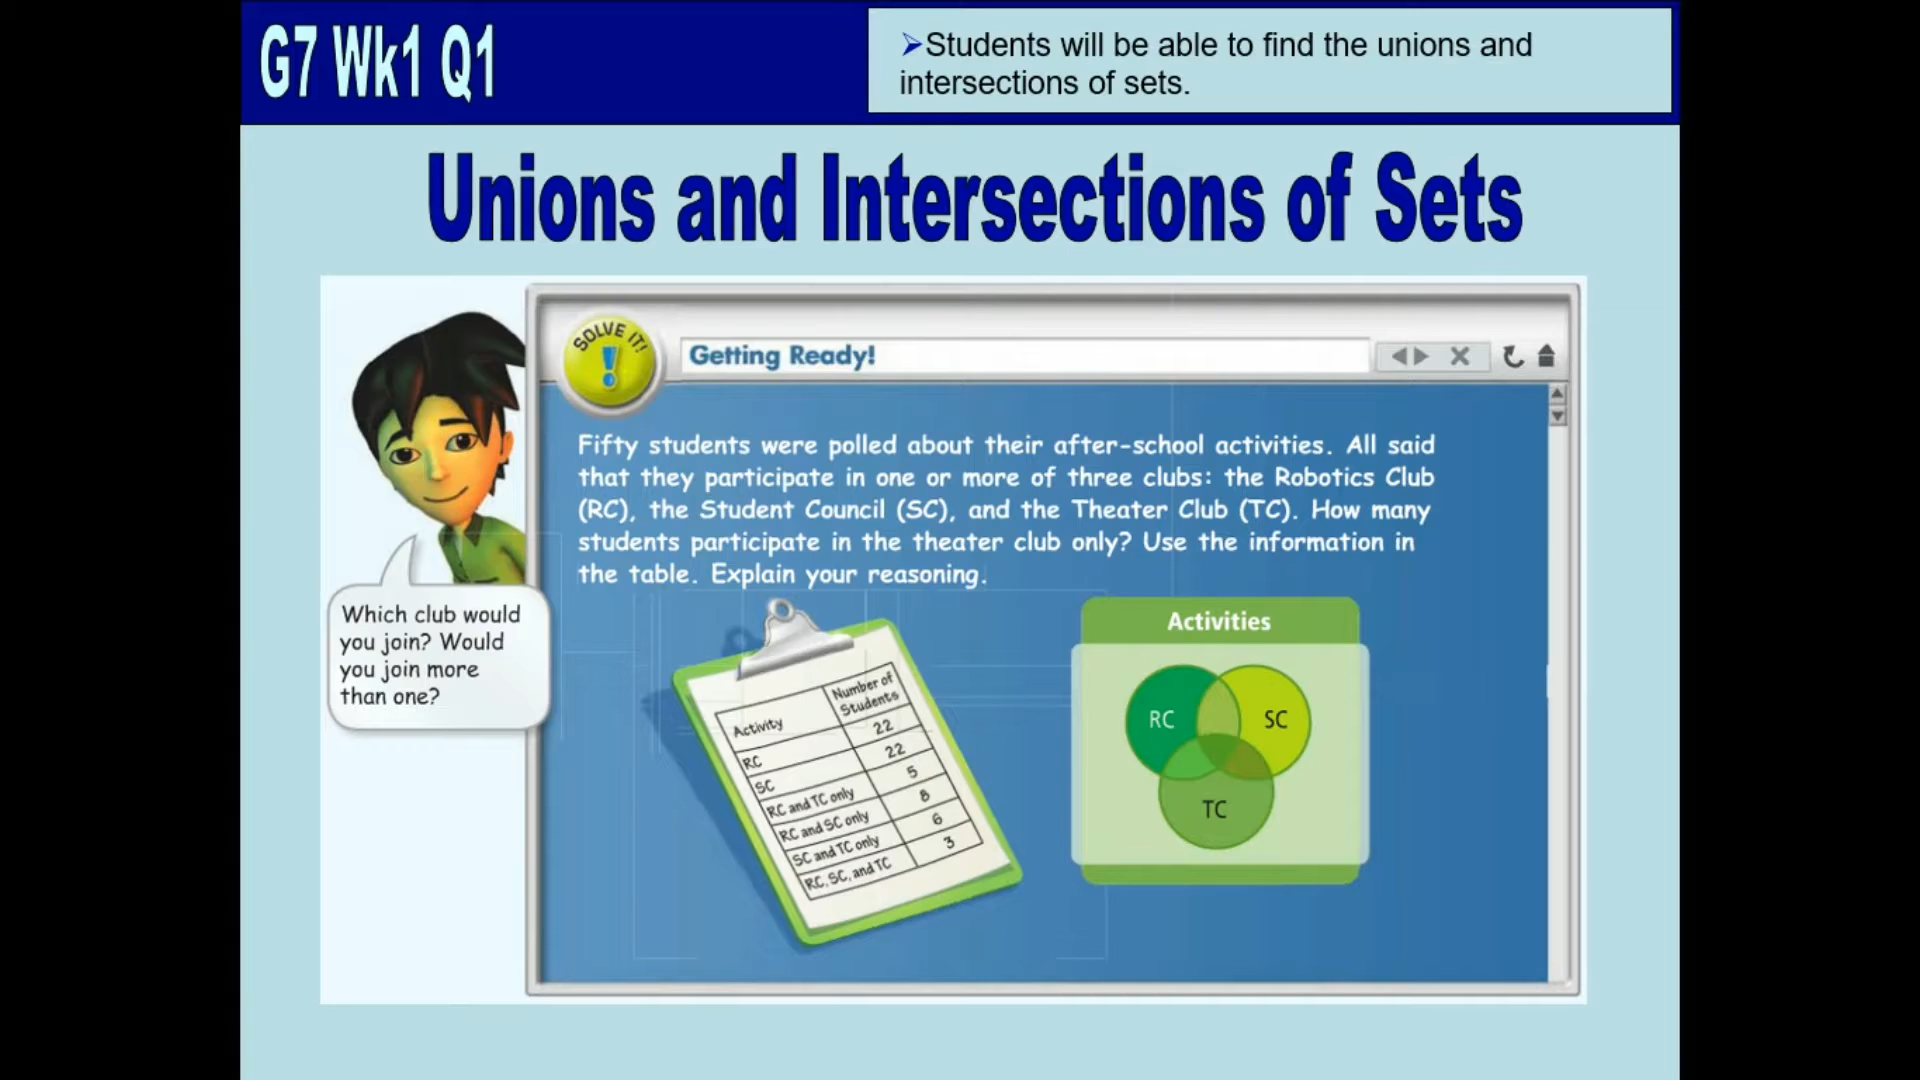 G7 Wk1 Q1
➢Students will be able to find the unions and
intersections of sets.
Unions and Intersections of Sets
SOLVE IT!
Getting Ready!
Fifty students were polled about their after-school activities. All said
that they participate in one or more of three clubs: the Robotics Club
(RC), the Student Council (SC), and the Theater Club (TC). How many
students participate in the theater club only? Use the information in
the table. Explain your reasoning.
Which club would
you join? Would
you join more
than one?
Activity
Number of
Students
RC 22
SC 22
RC and TC only 5
RC and SC only 8
SC and TC only 6
RC, SC, and TC 3
Activities
RC
SC
TC